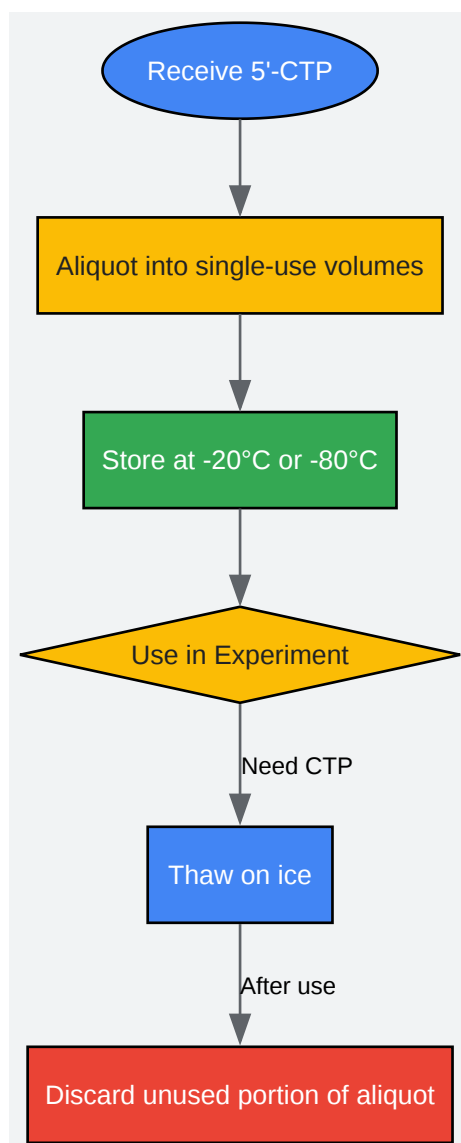 Receive 5'-CTP
Aliquot into single-use volumes
Store at -20°C or -80°C
Use in Experiment
Need CTP
Thaw on ice
After use
Discard unused portion of aliquot